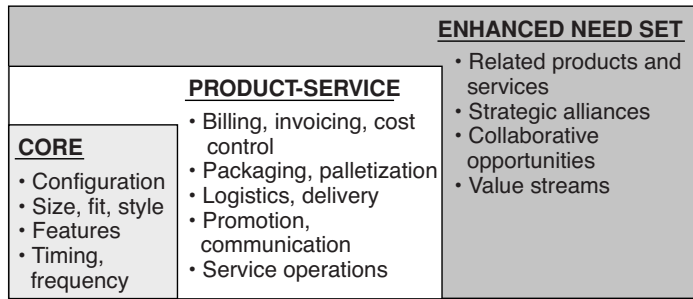 ENHANCED NEED SET
• Related products and
services
• Strategic alliances
• Collaborative
opportunities
• Value streams
PRODUCT-SERVICE
• Billing, invoicing, cost
control
• Packaging, palletization
• Logistics, delivery
• Promotion,
communication
• Service operations
CORE
• Configuration
• Size, fit, style
• Features
• Timing,
frequency